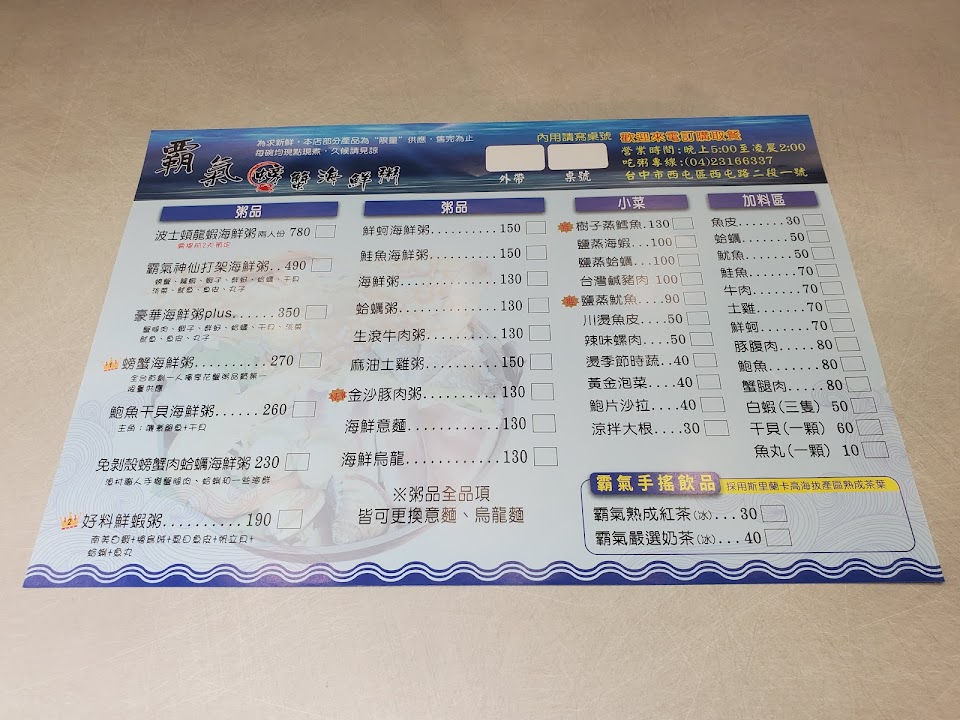 霸氣螃蟹海鮮粥
為求新鮮,本店部分產品為"限量"供應,售完為止
每碗均現點現煮,久候請見諒
外帶
內用請寫桌號
桌號
歡迎來電訂購取餐
營業時間:晚上5:00至凌晨2:00
吃粥專線:(04)23166337
台中市西屯區西屯路二段一號
粥品
波士頓龍蝦海鮮粥兩人份 780
霸氣神仙打架海鮮粥..490
豪華海鮮粥plus......350
螃蟹海鮮粥..........270
鮑魚干貝海鮮粥......260
免剝殼螃蟹肉蛤蠣海鮮粥 230
好料鮮蝦粥..........190
粥品
鮮蚵海鮮粥..........150
鮭魚海鮮粥..........150
海鮮粥..............130
蛤蠣粥..............130
生滾牛肉粥..........130
麻油土雞粥..........150
金沙豚肉粥..........130
海鮮意麵............130
海鮮烏龍............130
※粥品全品項
皆可更換意麵、烏龍麵
小菜
樹子蒸鱈魚.130
鹽蒸海蝦...100
鹽蒸蛤蠣...100
台灣鹹豬肉 100
鹽蒸魷魚....90
川燙魚皮....50
辣味螺肉....50
燙季節時蔬..40
黃金泡菜....40
鮑片沙拉....40
涼拌大根....30
加料區
魚皮........30
蛤蠣........50
魷魚........50
鮭魚........70
牛肉........70
土雞........70
鮮蚵........70
豚腹肉......80
鮑魚........80
蟹腿肉......80
白蝦(三隻) 50
干貝(一顆) 60
魚丸(一顆) 10
霸氣手搖飲品
採用斯里蘭卡高海拔產區熟成茶葉
霸氣熟成紅茶(冰)...30
霸氣嚴選奶茶(冰)...40